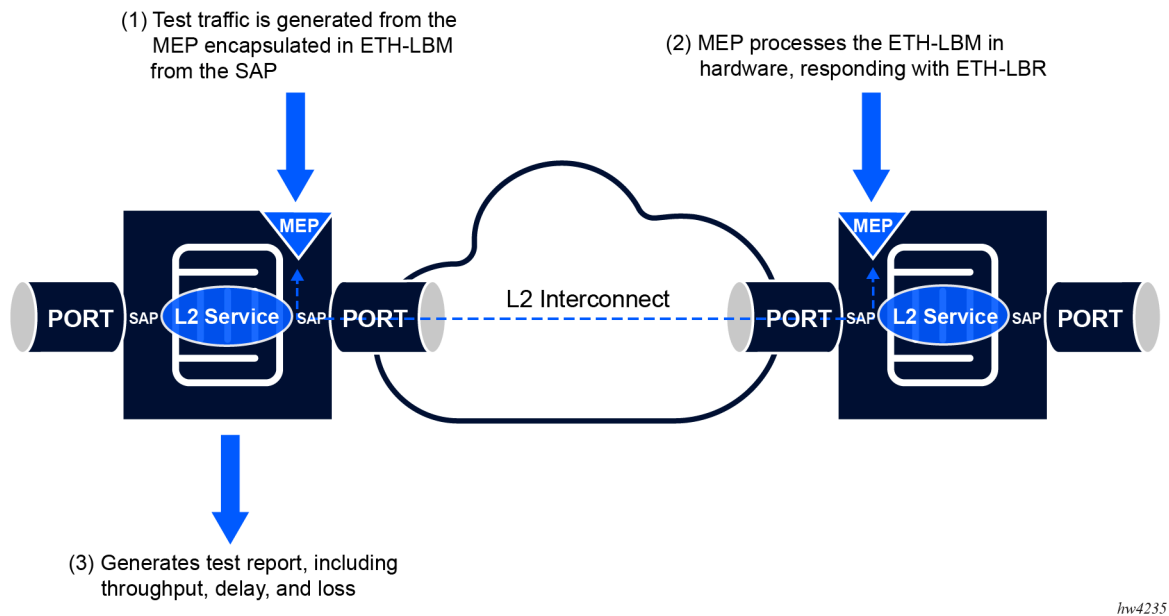 (1) Test traffic is generated from the
MEP encapsulated in ETH-LBM
from the SAP
(2) MEP processes the ETH-LBM in
hardware, responding with ETH-LBR
MEP
MEP
L2 Interconnect
PORT
SAP
L2 Service
SAP
PORT
PORT
SAP
L2 Service
SAP
PORT
(3) Generates test report, including
throughput, delay, and loss
hw4235